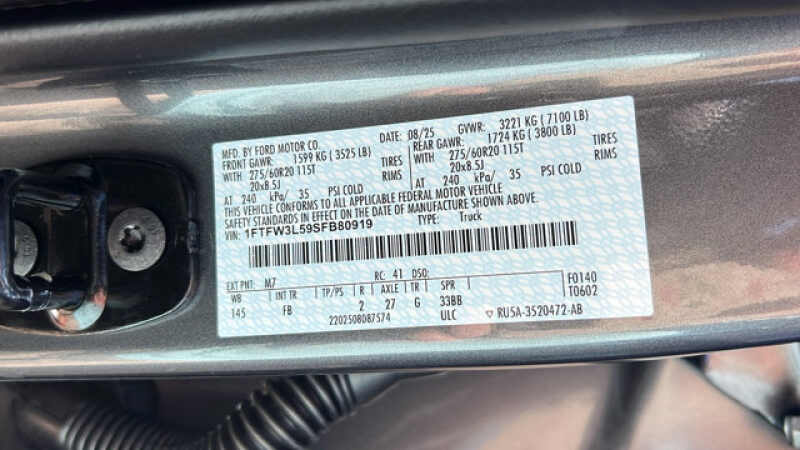 MFD. BY FORD MOTOR CO.
DATE: 08/25 GVWR: 3221 KG ( 7100 LB)
FRONT GAWR: 1599 KG ( 3525 LB)
REAR GAWR: 1724 KG ( 3800 LB)
WITH 275/60R20 115T TIRES
WITH 275/60R20 115T TIRES
20x8.5J RIMS
20x8.5J RIMS
AT 240 kPa/ 35 PSI COLD
AT 240 kPa/ 35 PSI COLD
THIS VEHICLE CONFORMS TO ALL APPLICABLE FEDERAL MOTOR VEHICLE
SAFETY STANDARDS IN EFFECT ON THE DATE OF MANUFACTURE SHOWN ABOVE.
VIN: 1FTFW3L59SFB80919
TYPE: Truck
EXT PNT: M7 RC: 41 DSO:
WB INT TR TP/PS R AXLE TR SPR
145 FB 2 27 G 33BB
F0140
T0602
2202508087574 ULC ▽ RU5A-3520472-AB